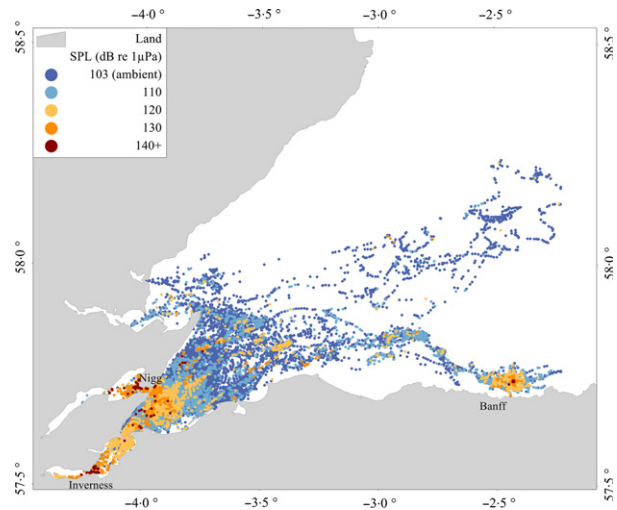 -4·0 ° -3·5 ° -3·0 ° -2·5 °
58·5 ° 58·5 °
Land
SPL (dB re 1µPa)
103 (ambient)
110
120
130
140+
58·0 ° 58·0 °
Nigg
Banff
57·5 ° 57·5 °
Inverness
-4·0 ° -3·5 ° -3·0 ° -2·5 °